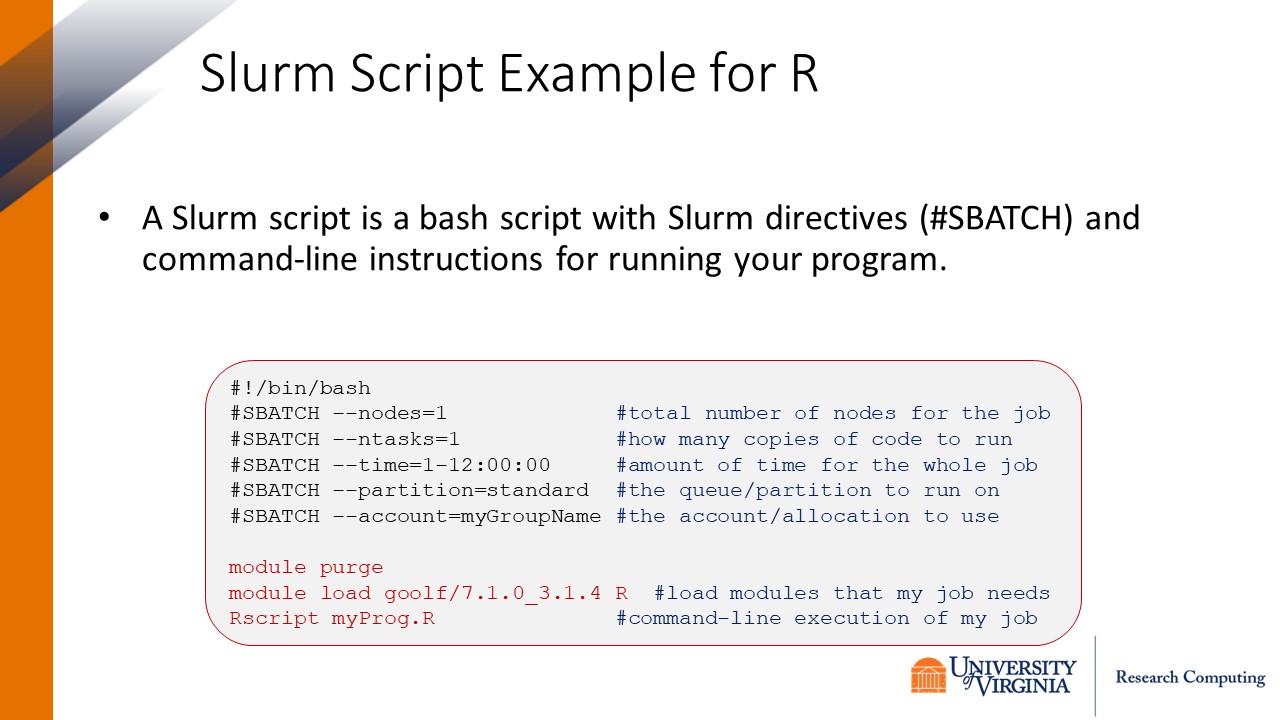 Slurm Script Example for R
• A Slurm script is a bash script with Slurm directives (#SBATCH) and
command-line instructions for running your program.
#!/bin/bash
#SBATCH --nodes=1 #total number of nodes for the job
#SBATCH --ntasks=1 #how many copies of code to run
#SBATCH --time=1-12:00:00 #amount of time for the whole job
#SBATCH --partition=standard #the queue/partition to run on
#SBATCH --account=myGroupName #the account/allocation to use
module purge
module load goolf/7.1.0_3.1.4 R #load modules that my job needs
Rscript myProg.R #command-line execution of my job
UNIVERSITY
of VIRGINIA
Research Computing